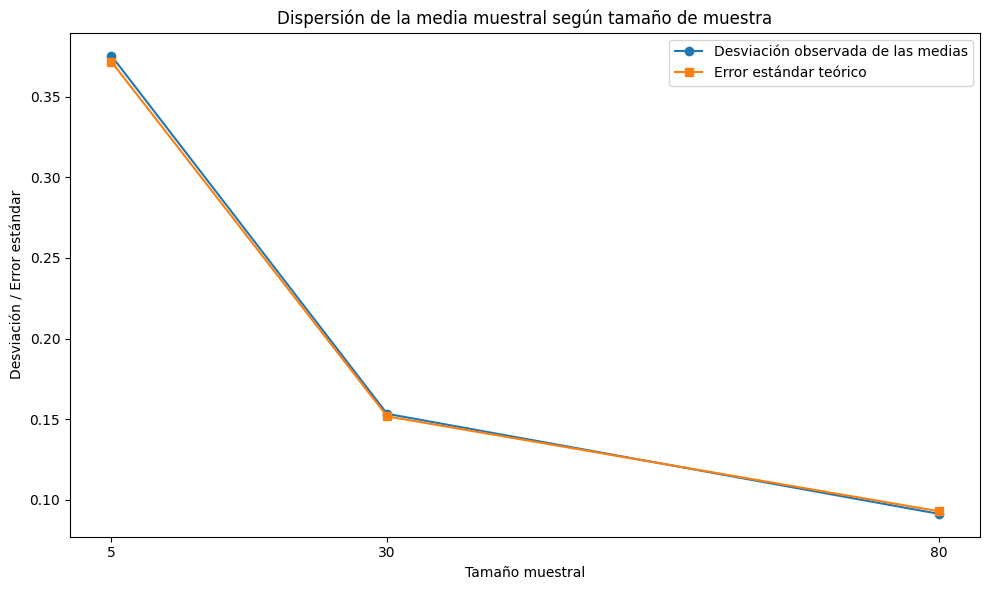 Dispersión de la media muestral según tamaño de muestra
Desviación observada de las medias
Error estándar teórico
Desviación / Error estándar
0.35
0.30
0.25
0.20
0.15
0.10
5
30
80
Tamaño muestral